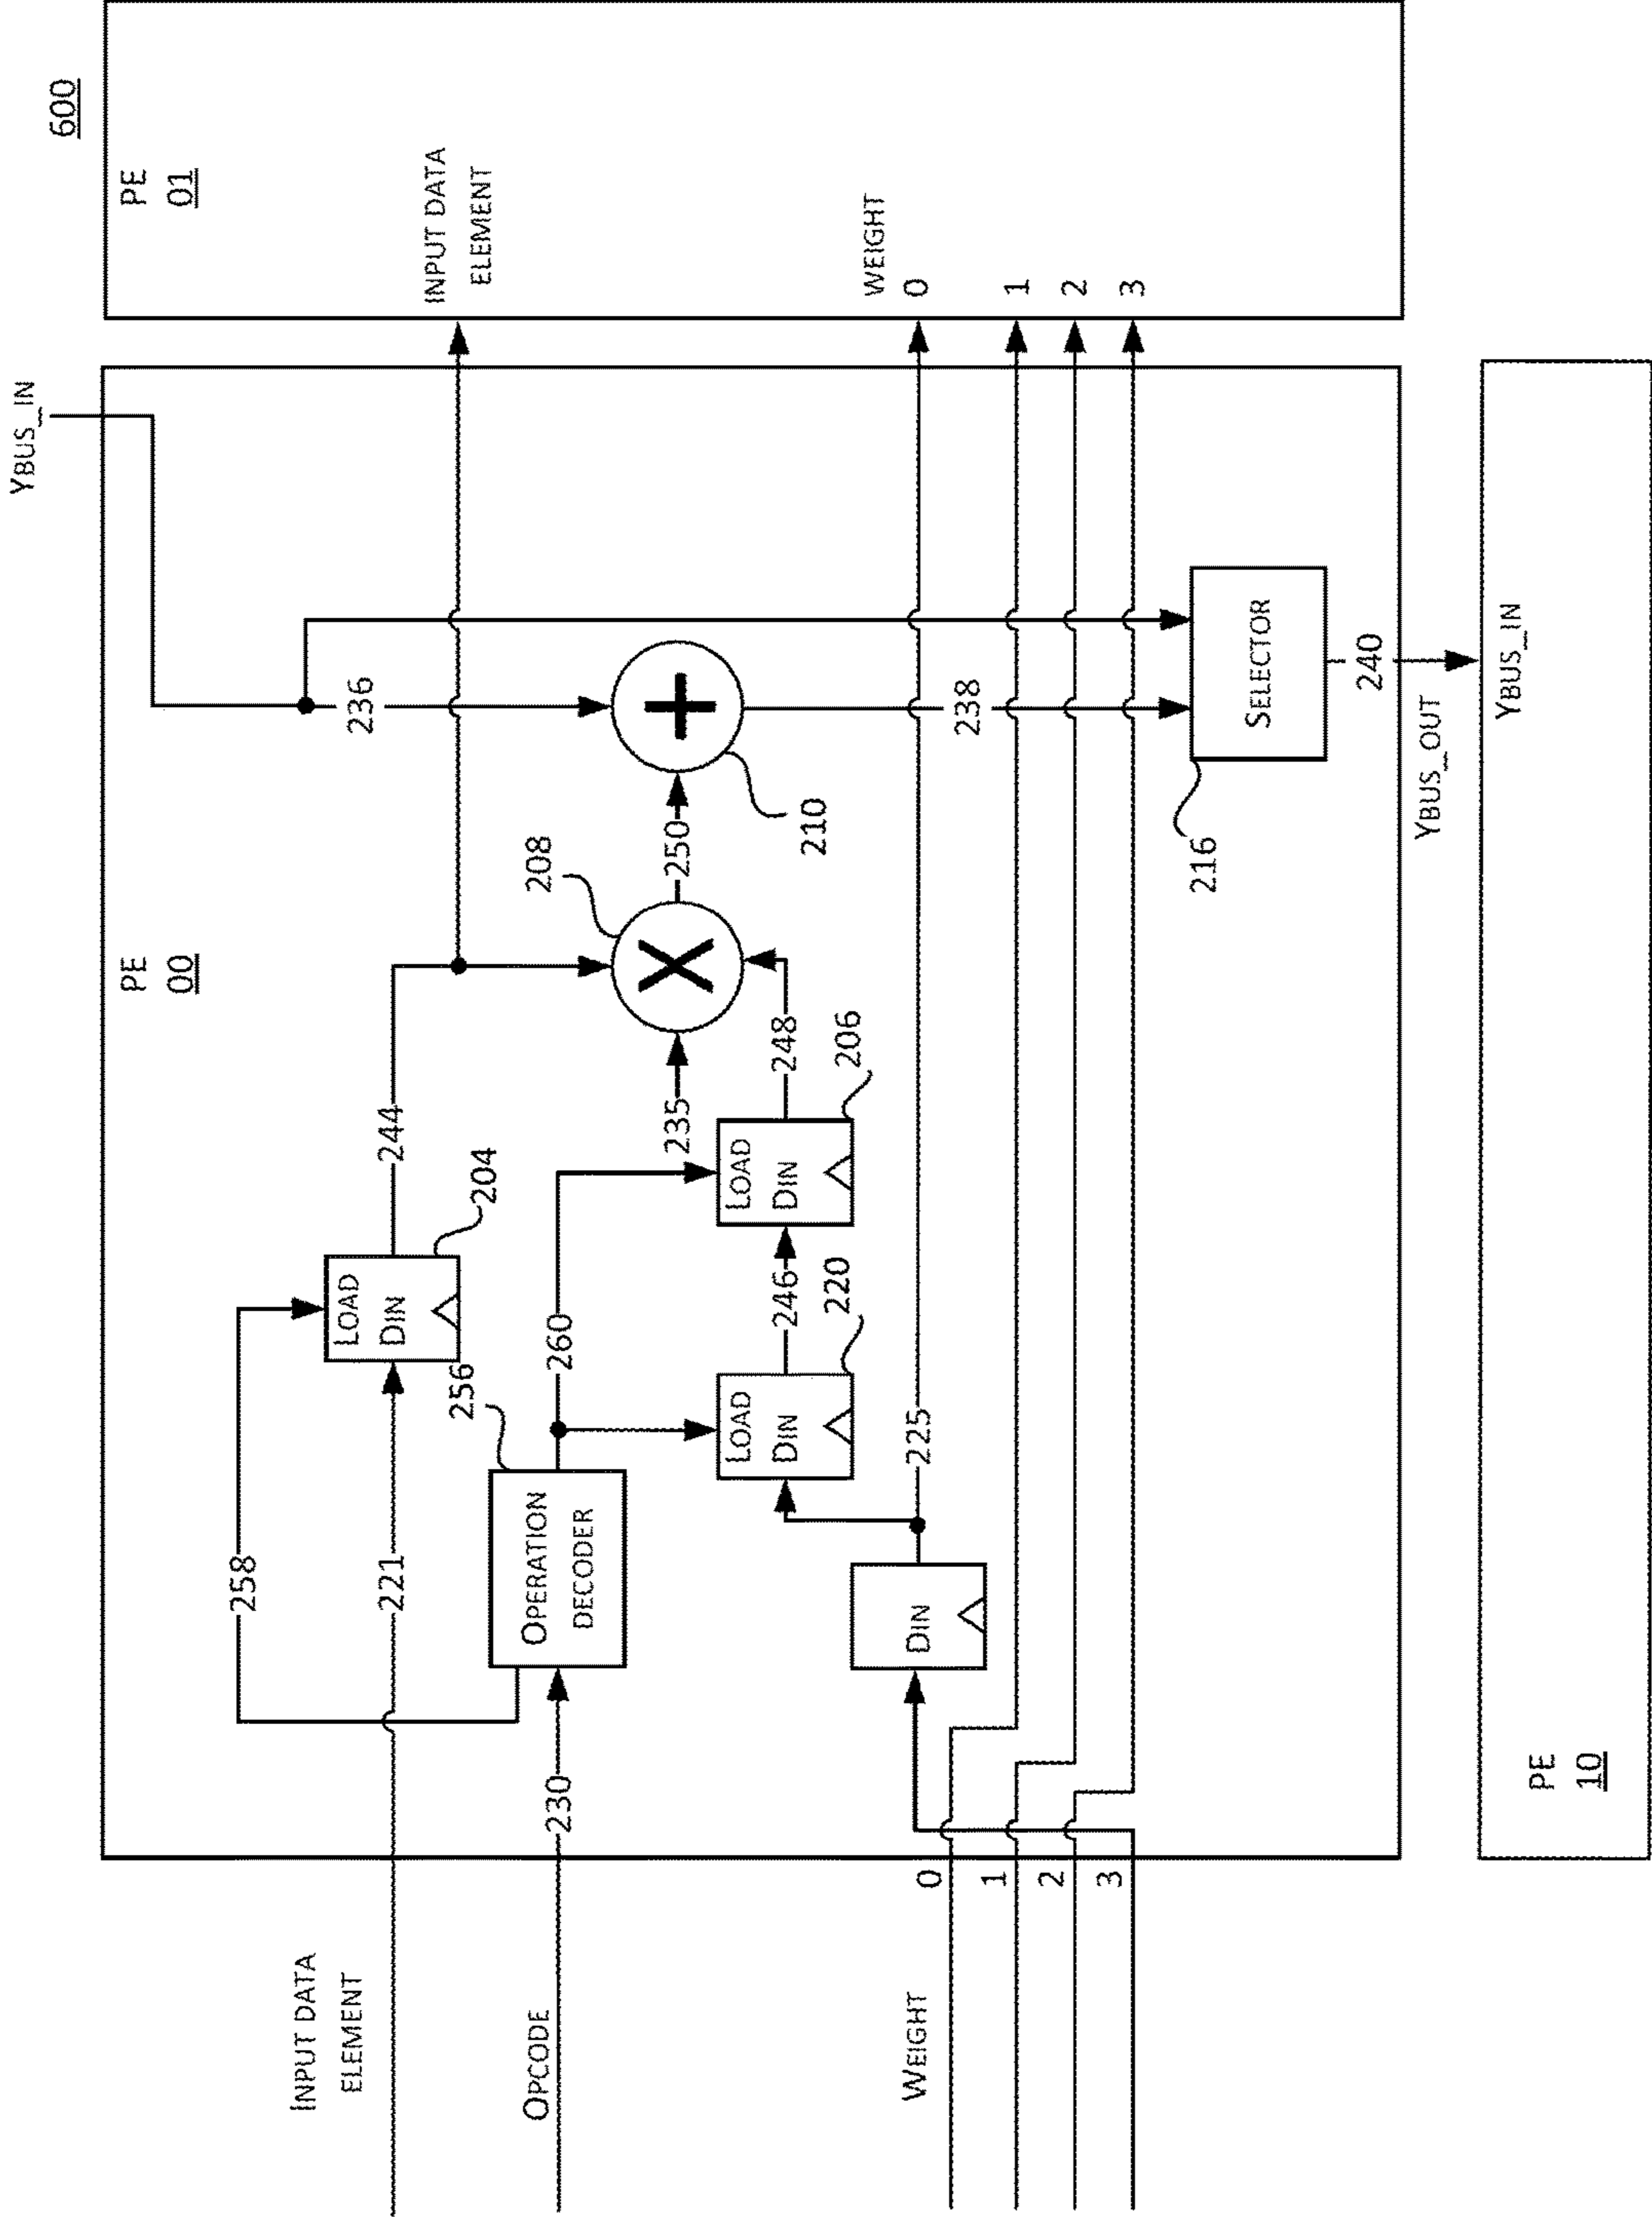 600
YBUS_IN
PE
00
PE
01
258
244
INPUT DATA
ELEMENT
221
LOAD
DIN
204
INPUT DATA
ELEMENT
236
256
OPCODE
230
OPERATION
DECODER
260
208
235
250
210
LOAD
DIN
246
220
LOAD
DIN
248
206
WEIGHT
0
1
2
3
DIN
225
238
WEIGHT
0
1
2
3
216
SELECTOR
240
YBUS_OUT
YBUS_IN
PE
10